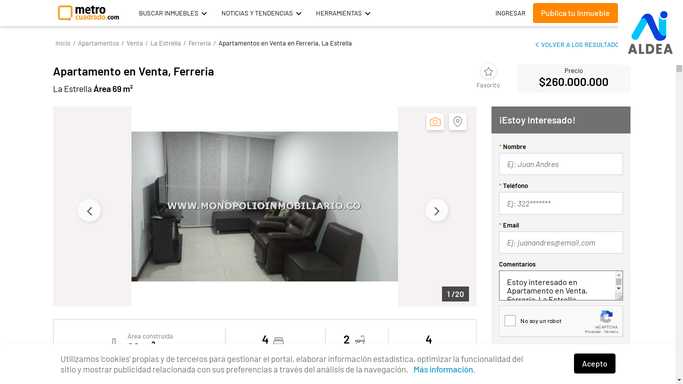 metro
cuadrado.com
BUSCAR INMUEBLES
NOTICIAS Y TENDENCIAS
HERRAMIENTAS
INGRESAR
Publica tu Inmueble
Inicio / Apartamentos / Venta / La Estrella / Ferreria / Apartamentos en Venta en Ferreria, La Estrella
< VOLVER A LOS RESULTADO
ALDEA
Apartamento en Venta, Ferreria
La Estrella Área 69 m²
Favorito
Precio
$260.000.000
WWW.MONOPOLIOINMOBILIARIO.CO
1 / 20
¡Estoy Interesado!
* Nombre
Ej: Juan Andres
* Teléfono
Ej: 322*******
* Email
Ej: juanandres@email.com
Comentarios
Estoy interesado en
Apartamento en Venta,
Ferreria, La Estrella
No soy un robot
reCAPTCHA
Privacidad - Términos
Área construida
4
2
4
Utilizamos 'cookies' propias y de terceros para gestionar el portal, elaborar información estadística, optimizar la funcionalidad del
sitio y mostrar publicidad relacionada con sus preferencias a través del análisis de la navegación. Más información.
Acepto